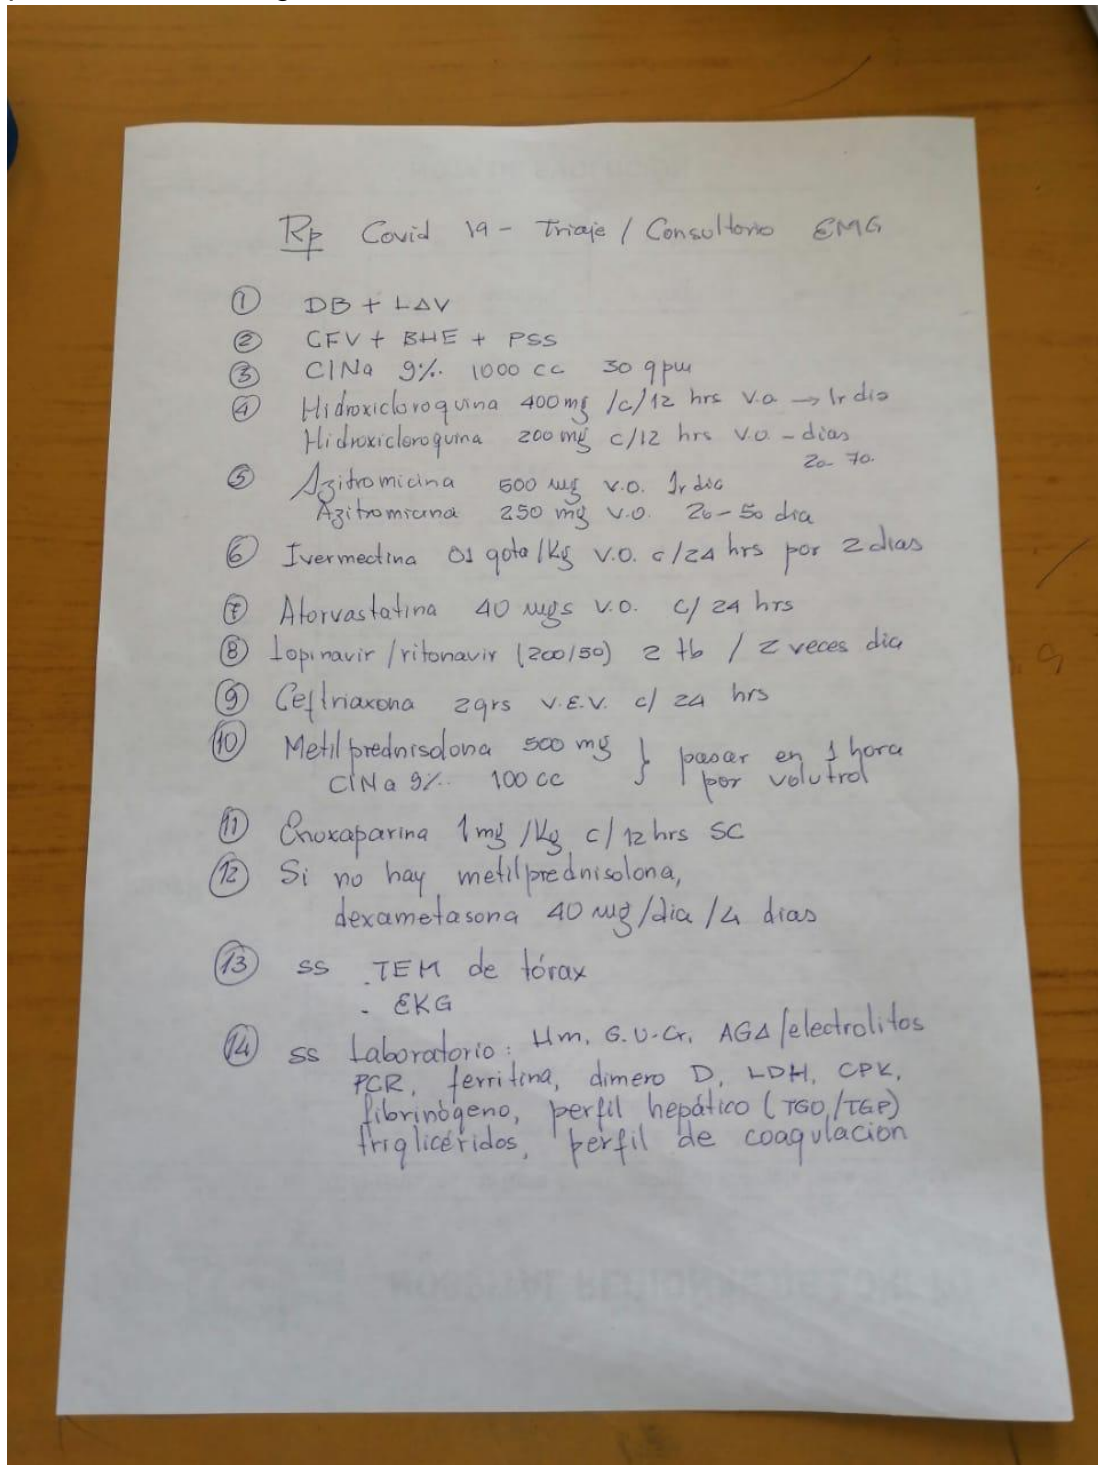 Rp Covid 19 - Triaje / Consultorio EMG
① DB + LAV
② CFV + BHE + PSS
③ ClNa 9%. 1000 cc 30 gpm
④ Hidroxicloroquina 400 mg /c/12 hrs v.o → 1r dia
Hidroxicloroquina 200 mg c/12 hrs v.o. - dias
2o- 7o.
⑤ Azitromicina 500 mg v.o. 1r dia
Azitromicina 250 mg v.o. 2o - 5o dia
⑥ Ivermectina 01 gota/Kg v.o. c/24 hrs por 2 dias
⑦ Atorvastatina 40 mgs v.o. c/ 24 hrs
⑧ Lopinavir /ritonavir (200/50) 2 tb / 2 veces dia
⑨ Ceftriaxona 2grs V.E.V. c/ 24 hrs
⑩ Metilprednisolona 500 mg } pasar en 1 hora
ClNa 9%. 100 cc por volutrol
⑪ Enoxaparina 1 mg /Kg c/ 12 hrs SC
⑫ Si no hay metilprednisolona,
dexametasona 40 mg/dia /4 dias
⑬ ss . TEM de tórax
. EKG
⑭ ss Laboratorio: Hm, G.U-Cr, AGA/electrolitos
PCR, ferritina, dimero D, LDH, CPK,
fibrinógeno, perfil hepático (TGO/TGP)
triglicéridos, perfil de coagulacion